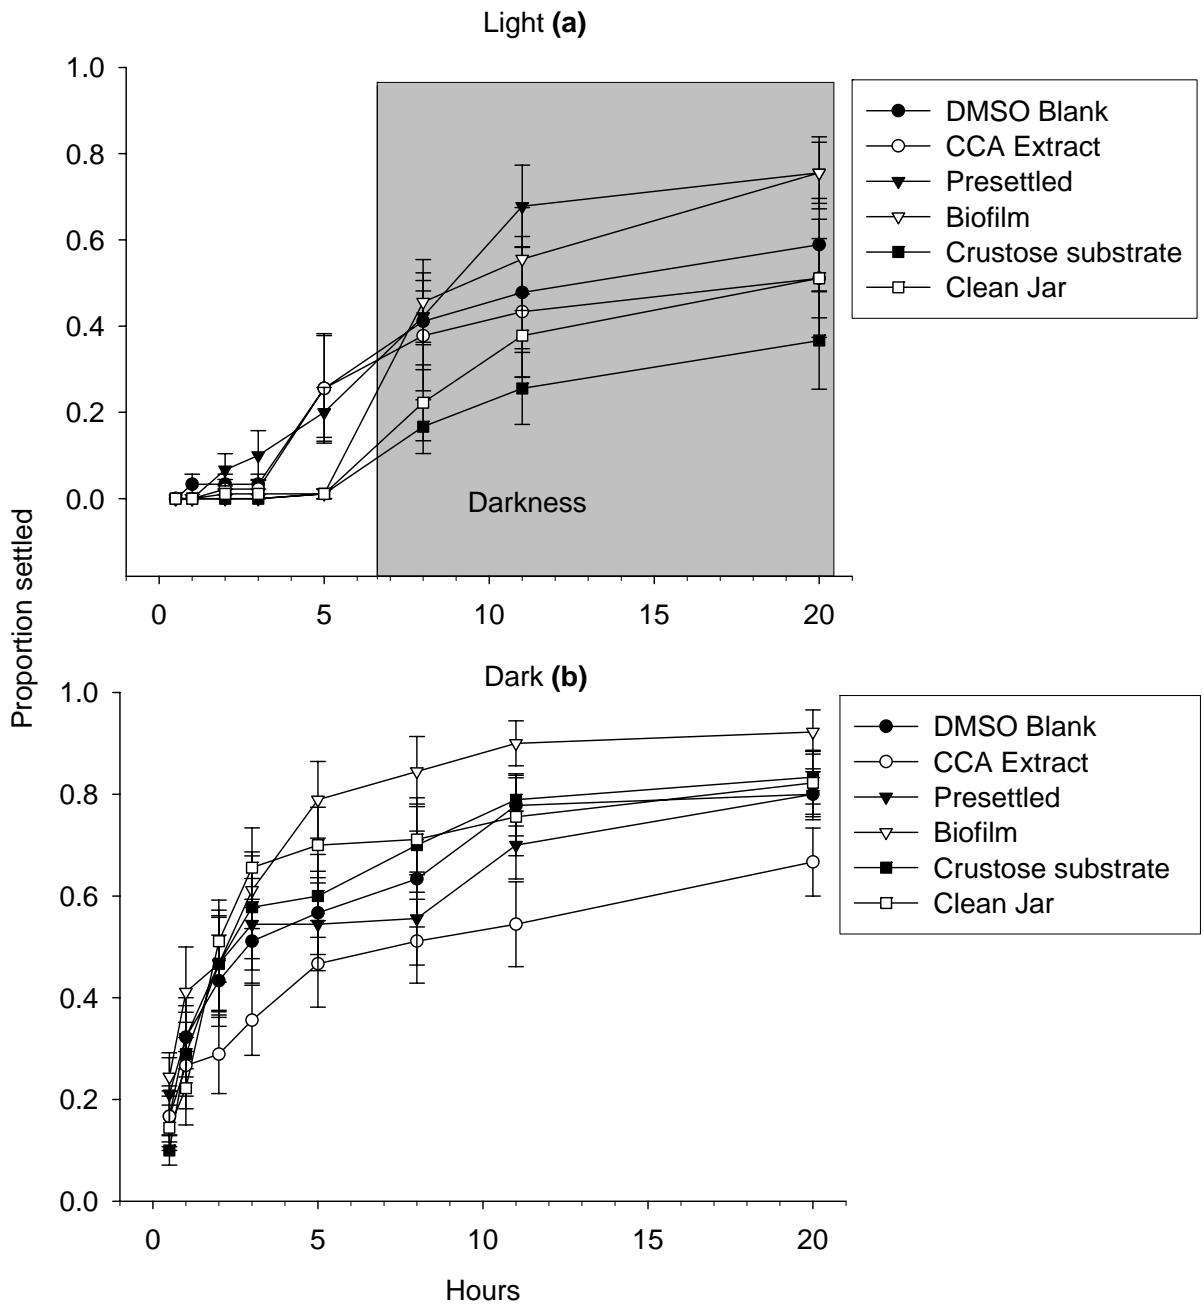 Light (a)
1.0
0.8
0.6
0.4
0.2
0.0
Darkness
0 5 10 15 20
DMSO Blank
CCA Extract
Presettled
Biofilm
Crustose substrate
Clean Jar
Proportion settled
Dark (b)
1.0
0.8
0.6
0.4
0.2
0.0
0 5 10 15 20
Hours
DMSO Blank
CCA Extract
Presettled
Biofilm
Crustose substrate
Clean Jar